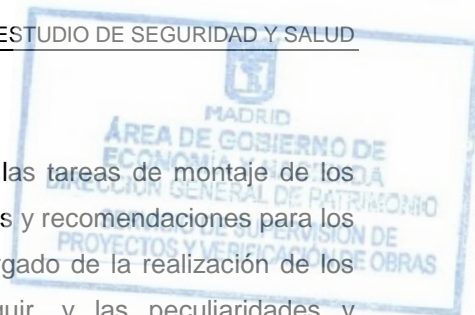 ESTUDIO DE SEGURIDAD Y SALUD
MADRID
ÁREA DE GOBIERNO DE
ECONOMÍA Y HACIENDA
DIRECCIÓN GENERAL DE PATRIMONIO
SERVICIO DE SUPERVISIÓN DE
PROYECTOS Y VERIFICACIÓN DE OBRAS
las tareas de montaje de los
s y recomendaciones para los
rgado de la realización de los
uir, y las peculiaridades y